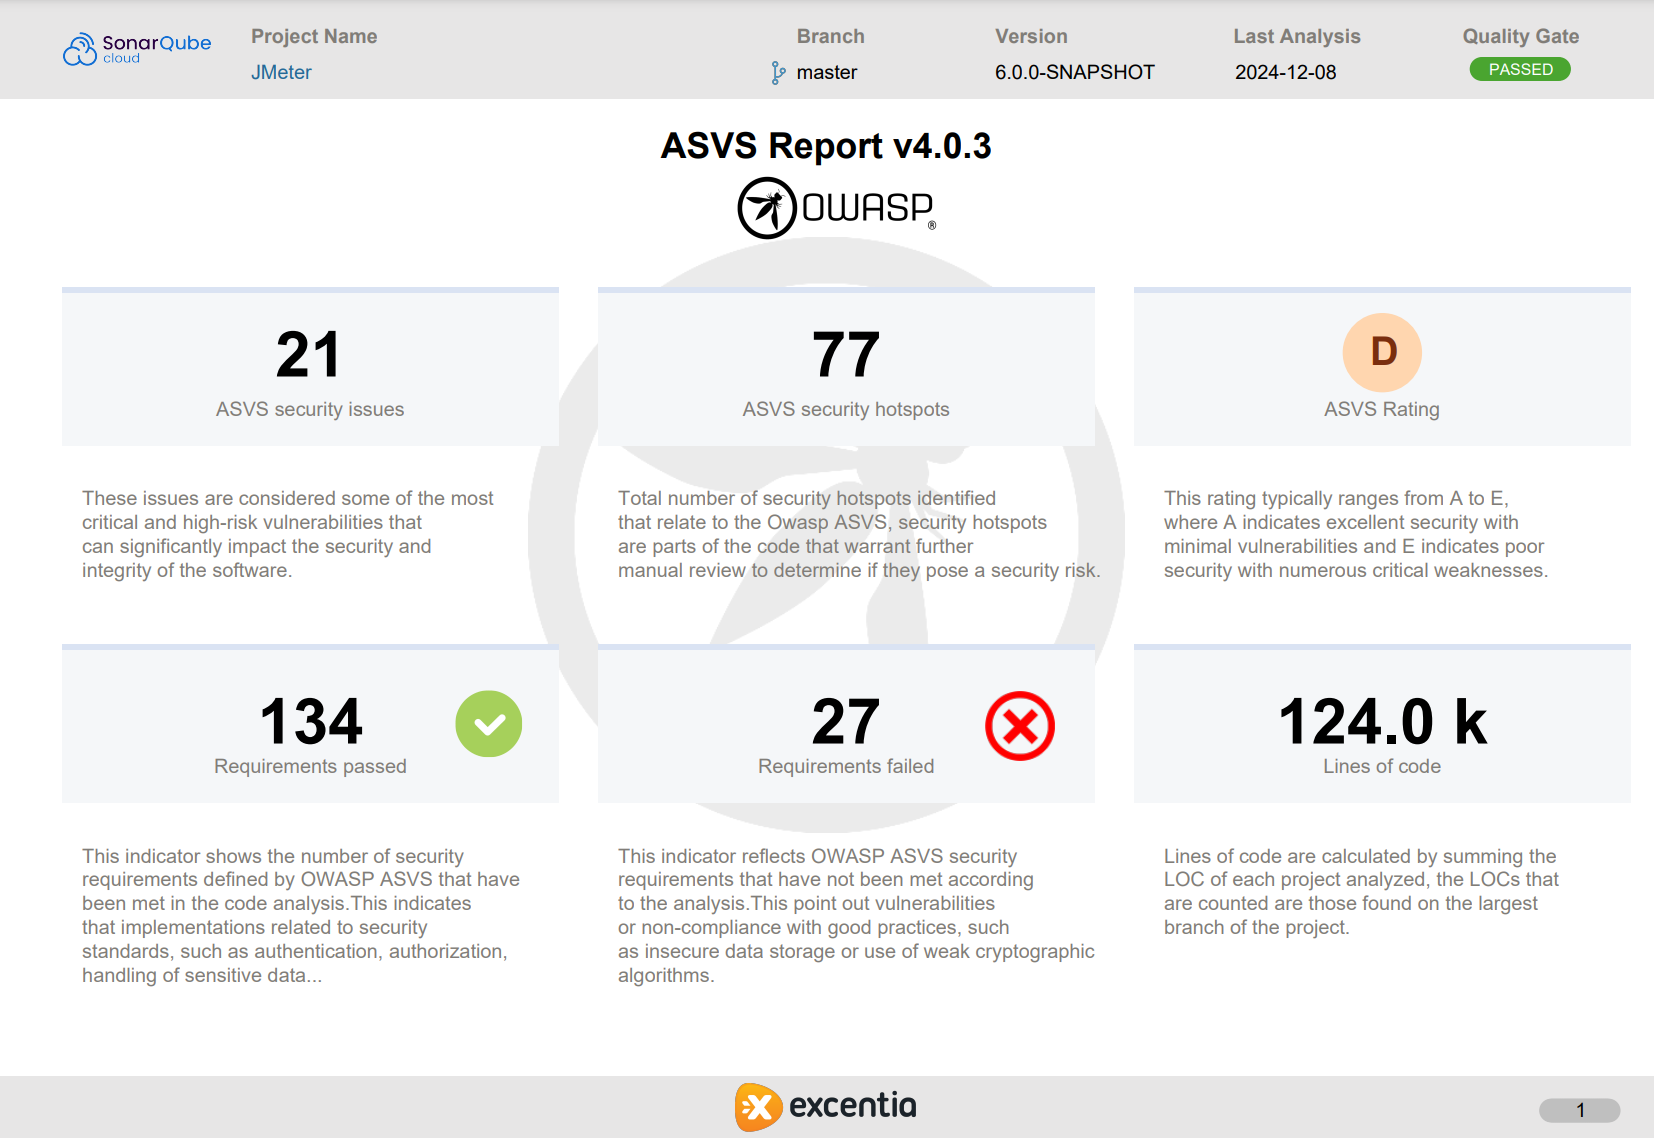 SonarQube
cloud
Project Name
JMeter
Branch
master
Version
6.0.0-SNAPSHOT
Last Analysis
2024-12-08
Quality Gate
PASSED
ASVS Report v4.0.3
OWASP®
21
ASVS security issues
These issues are considered some of the most
critical and high-risk vulnerabilities that
can significantly impact the security and
integrity of the software.
77
ASVS security hotspots
Total number of security hotspots identified
that relate to the Owasp ASVS, security hotspots
are parts of the code that warrant further
manual review to determine if they pose a security risk.
D
ASVS Rating
This rating typically ranges from A to E,
where A indicates excellent security with
minimal vulnerabilities and E indicates poor
security with numerous critical weaknesses.
134
Requirements passed
This indicator shows the number of security
requirements defined by OWASP ASVS that have
been met in the code analysis.This indicates
that implementations related to security
standards, such as authentication, authorization,
handling of sensitive data...
27
Requirements failed
This indicator reflects OWASP ASVS security
requirements that have not been met according
to the analysis.This point out vulnerabilities
or non-compliance with good practices, such
as insecure data storage or use of weak cryptographic
algorithms.
124.0 k
Lines of code
Lines of code are calculated by summing the
LOC of each project analyzed, the LOCs that
are counted are those found on the largest
branch of the project.
excentia
1